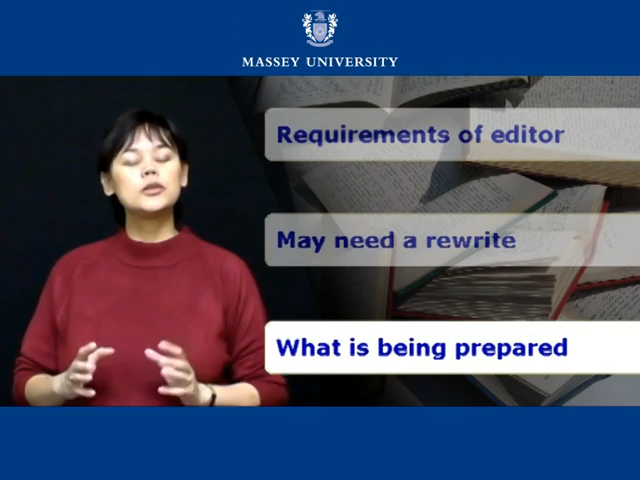 MASSEY UNIVERSITY
Requirements of editor
May need a rewrite
What is being prepared